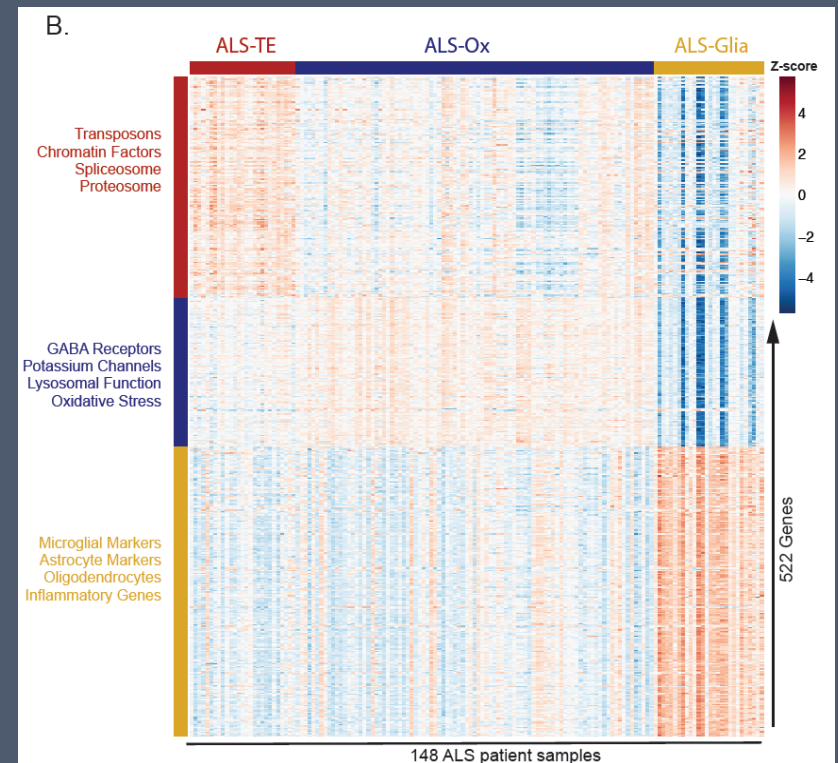 B.
ALS-TE
ALS-Ox
ALS-Glia
Z-score
4
2
0
−2
−4
Transposons
Chromatin Factors
Spliceosome
Proteosome
GABA Receptors
Potassium Channels
Lysosomal Function
Oxidative Stress
Microglial Markers
Astrocyte Markers
Oligodendrocytes
Inflammatory Genes
522 Genes
148 ALS patient samples